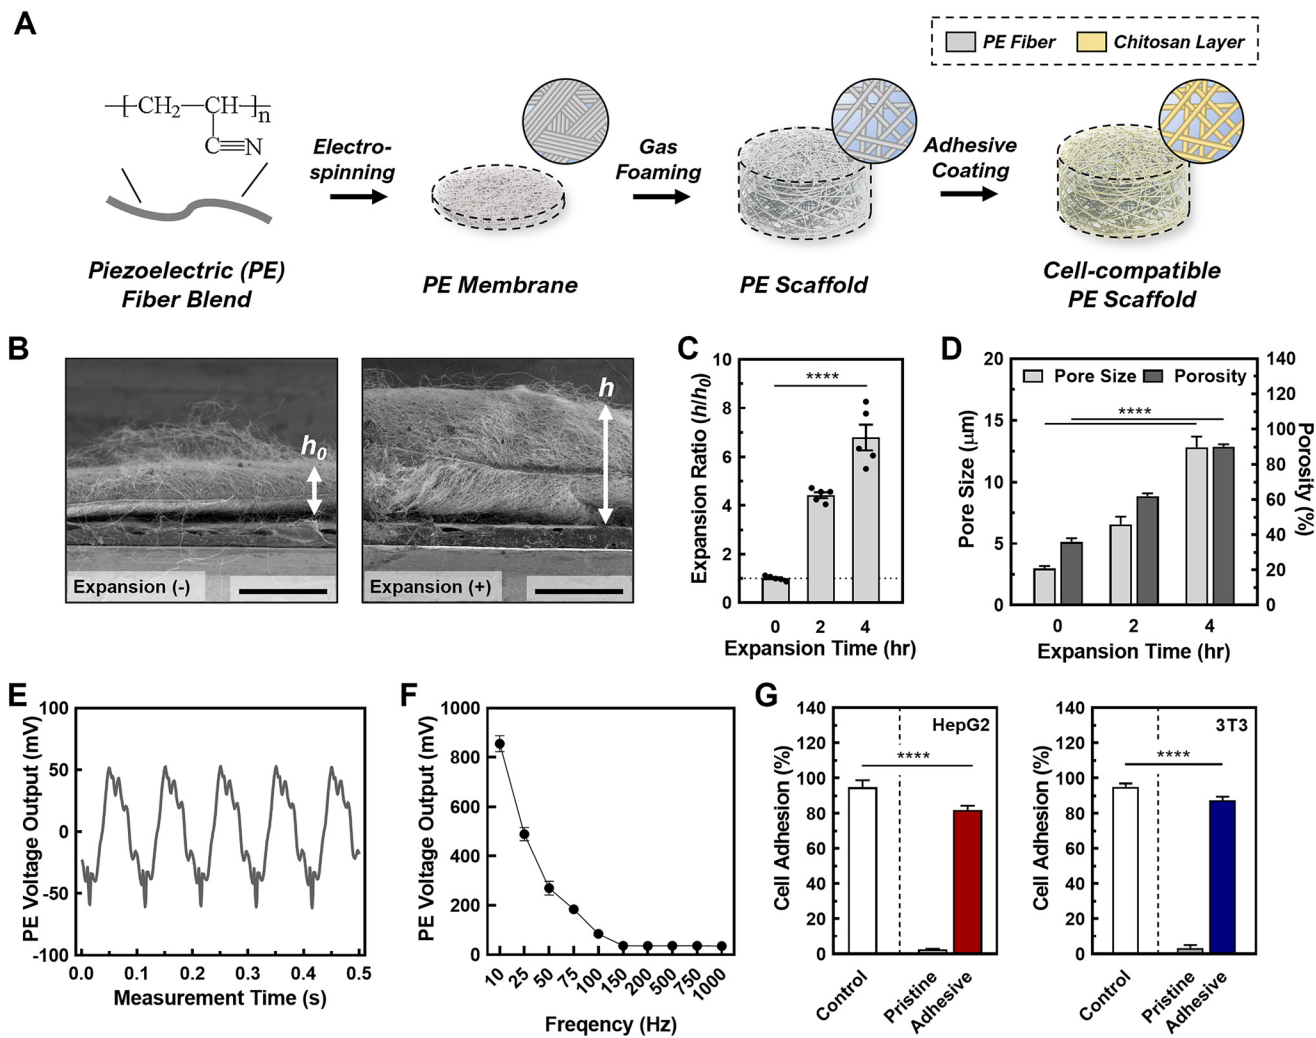 A
PE Fiber
Chitosan Layer
-[-CH2-CH-]-n
C≡N
Electro-
spinning
Gas
Foaming
Adhesive
Coating
Piezoelectric (PE)
Fiber Blend
PE Membrane
PE Scaffold
Cell-compatible
PE Scaffold
B
h0
Expansion (-)
h
Expansion (+)
C
Expansion Ratio (h/h0)
10
8
6
4
2
0
****
0 2 4
Expansion Time (hr)
D
Pore Size (μm)
20
15
10
5
0
Pore Size
Porosity
****
140
120
100
80
60
40
20
0
Porosity (%)
0 2 4
Expansion Time (hr)
E
PE Voltage Output (mV)
100
50
0
-50
-100
0.0 0.1 0.2 0.3 0.4 0.5
Measurement Time (s)
F
PE Voltage Output (mV)
1000
800
600
400
200
0
10 25 50 75 100 150 200 500 750 1000
Freqency (Hz)
G
Cell Adhesion (%)
140
120
100
80
60
40
20
0
HepG2
****
Control
Pristine
Adhesive
Cell Adhesion (%)
140
120
100
80
60
40
20
0
3T3
****
Control
Pristine
Adhesive